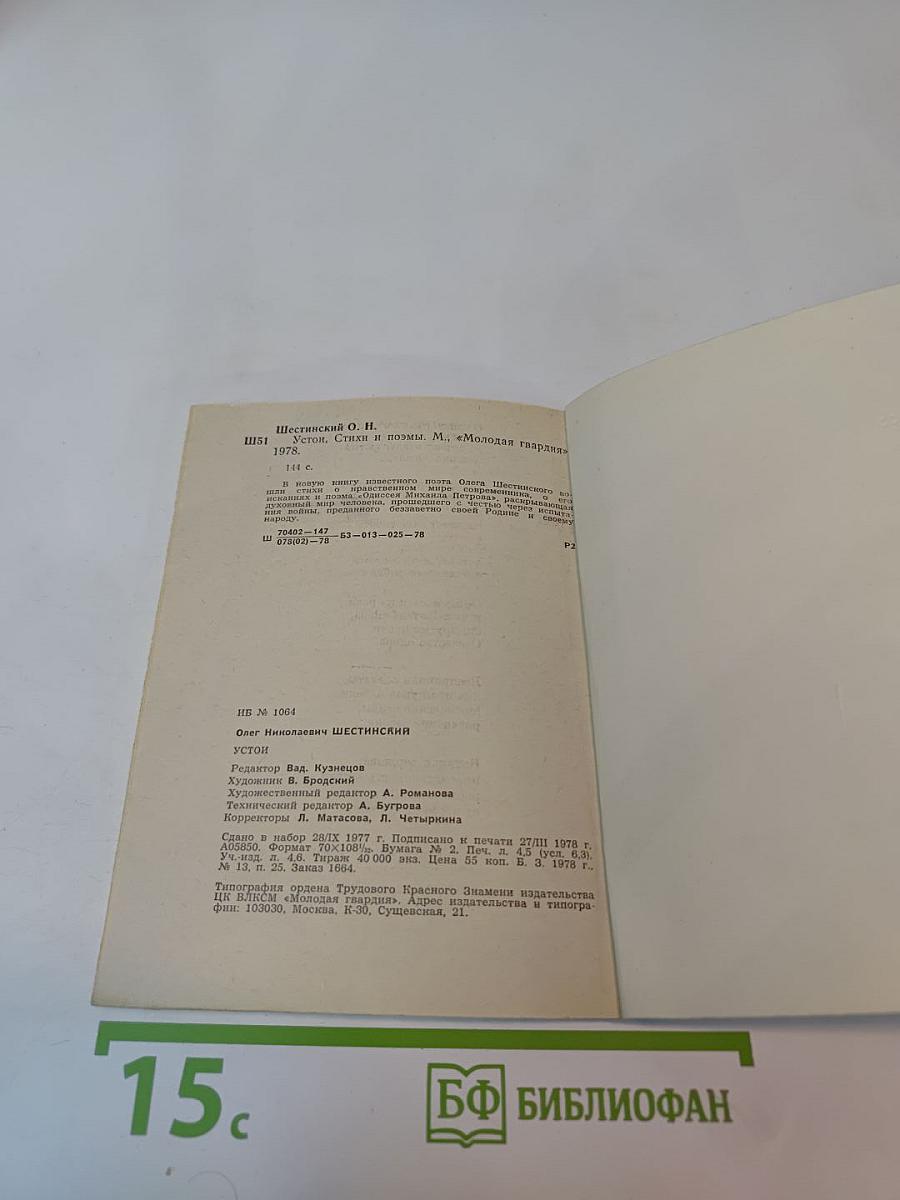 Шестинский О. Н.
Ш51 Устои. Стихи и поэмы. М., «Молодая гвардия»
1978.
144 с.
В новую книгу известного поэта Олега Шестинского во-
шли стихи о нравственном мире современника, о его
исканиях и поэма «Одиссея Михаила Петрова», раскрывающая
духовный мир человека, прошедшего с честью через испыта-
ния войны, преданного беззаветно своей Родине и своему
народу.
Ш 70402—147
078(02)—78 —БЗ—013—025—78
Р2
ИБ № 1064
Олег Николаевич ШЕСТИНСКИЙ
УСТОИ
Редактор Вад. Кузнецов
Художник В. Бродский
Художественный редактор А. Романова
Технический редактор А. Бугрова
Корректоры Л. Матасова, Л. Четыркина
Сдано в набор 28/IX 1977 г. Подписано к печати 27/III 1978 г.
А05850. Формат 70×108¹/₃₂. Бумага № 2. Печ. л. 4,5 (усл. 6,3).
Уч.-изд. л. 4,6. Тираж 40 000 экз. Цена 55 коп. Б. З. 1978 г.,
№ 13, п. 25. Заказ 1664.
Типография ордена Трудового Красного Знамени издательства
ЦК ВЛКСМ «Молодая гвардия». Адрес издательства и типогра-
фии: 103030, Москва, К-30, Сущевская, 21.
15 с
БФ БИБЛИОФАН